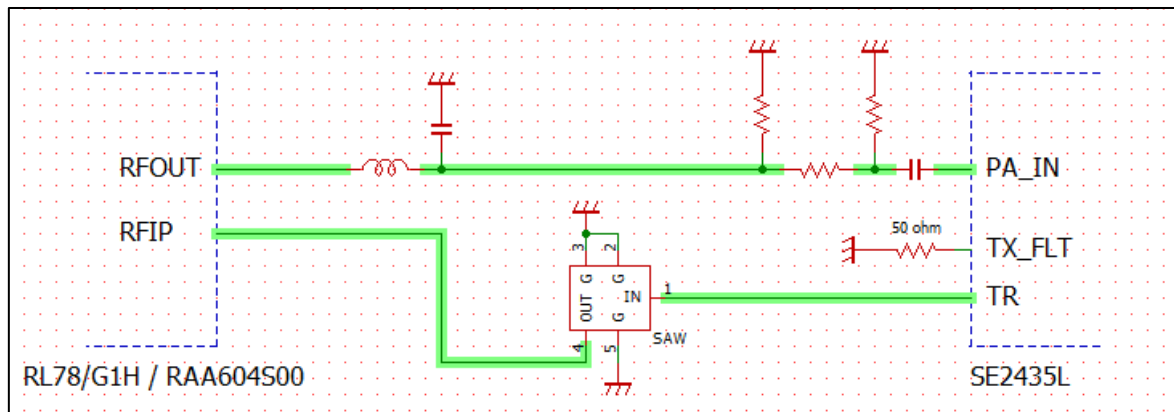 RFOUT
PA_IN
RFIP
50 ohm
TX_FLT
3
2
G
G
OUT
IN
1
TR
G
SAW
4
5
RL78/G1H / RAA604S00
SE2435L